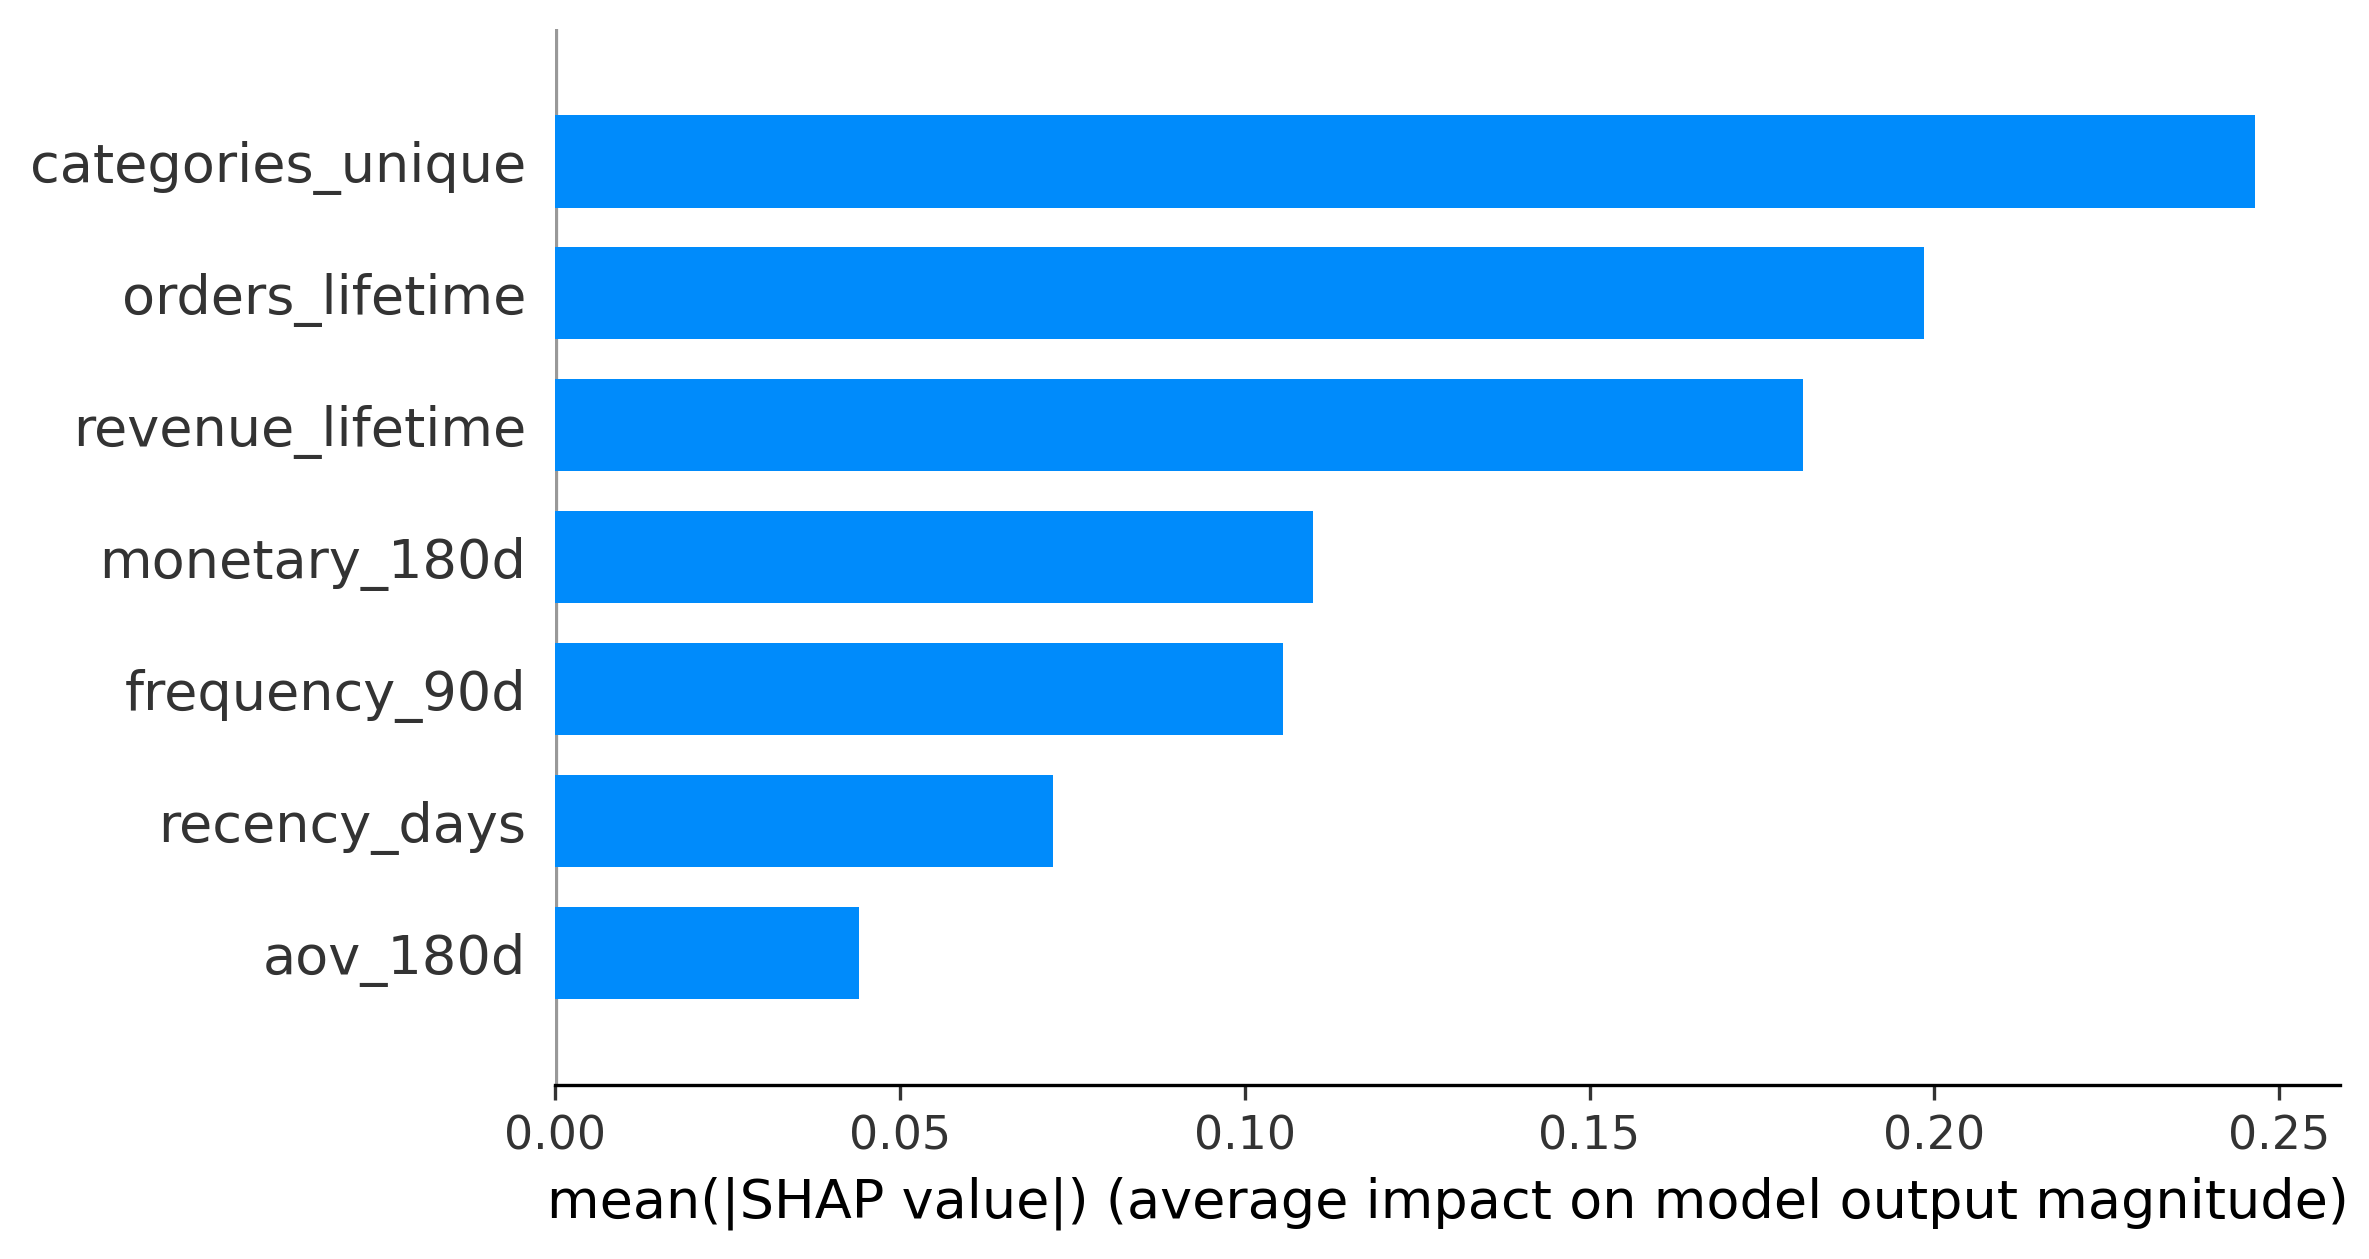 categories_unique
orders_lifetime
revenue_lifetime
monetary_180d
frequency_90d
recency_days
aov_180d
0.00 0.05 0.10 0.15 0.20 0.25
mean(|SHAP value|) (average impact on model output magnitude)